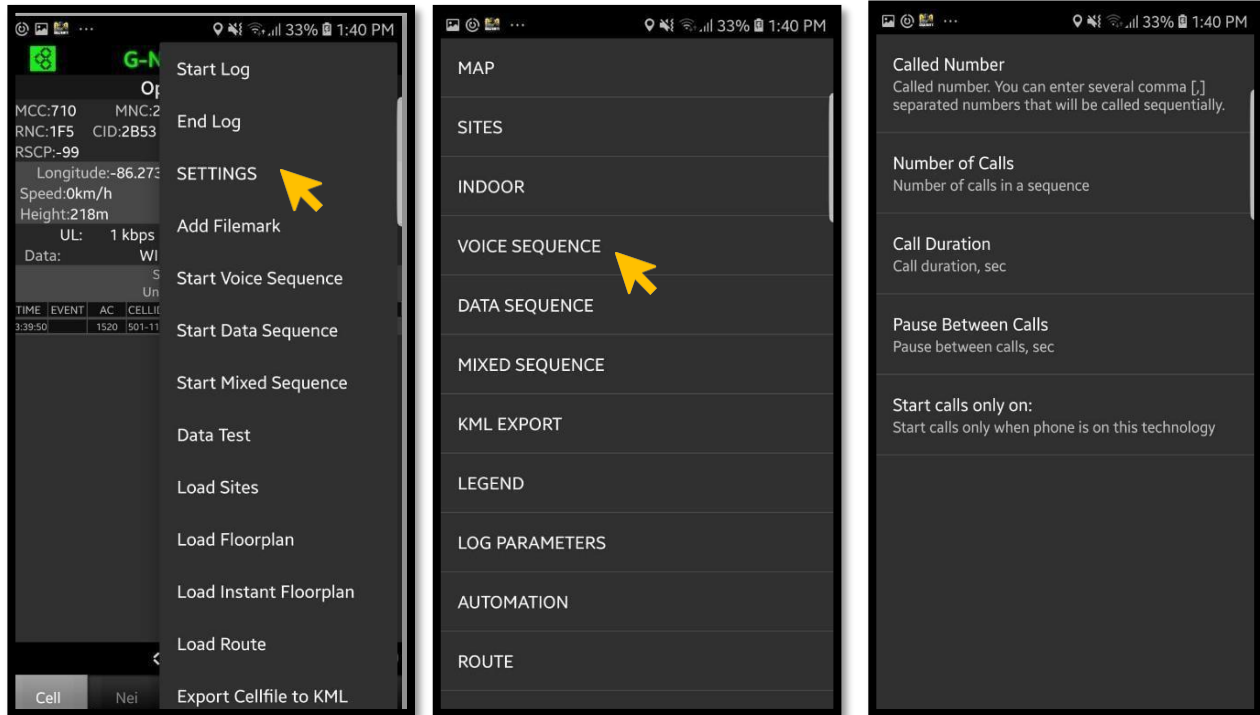 33% 1:40 PM
G-N
Op
MCC:710 MNC:2
RNC:1F5 CID:2B53
RSCP:-99
Longitude:-86.273
Speed:0km/h
Height:218m
UL: 1 kbps
Data: WI
S
Un
TIME EVENT AC CELLID
3:39:50 1520 501-11
Cell Nei
Start Log
End Log
SETTINGS
Add Filemark
Start Voice Sequence
Start Data Sequence
Start Mixed Sequence
Data Test
Load Sites
Load Floorplan
Load Instant Floorplan
Load Route
Export Cellfile to KML
33% 1:40 PM
MAP
SITES
INDOOR
VOICE SEQUENCE
DATA SEQUENCE
MIXED SEQUENCE
KML EXPORT
LEGEND
LOG PARAMETERS
AUTOMATION
ROUTE
33% 1:40 PM
Called Number
Called number. You can enter several comma [,]
separated numbers that will be called sequentially.
Number of Calls
Number of calls in a sequence
Call Duration
Call duration, sec
Pause Between Calls
Pause between calls, sec
Start calls only on:
Start calls only when phone is on this technology